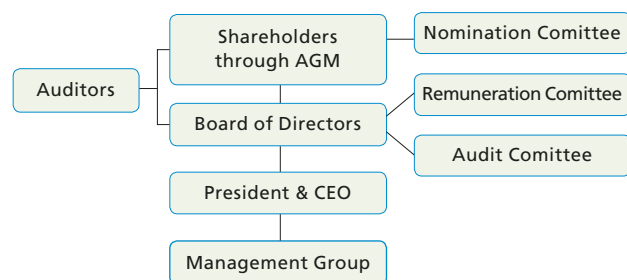 Shareholders
through AGM
Nomination Comittee
Auditors
Remuneration Comittee
Board of Directors
Audit Comittee
President & CEO
Management Group